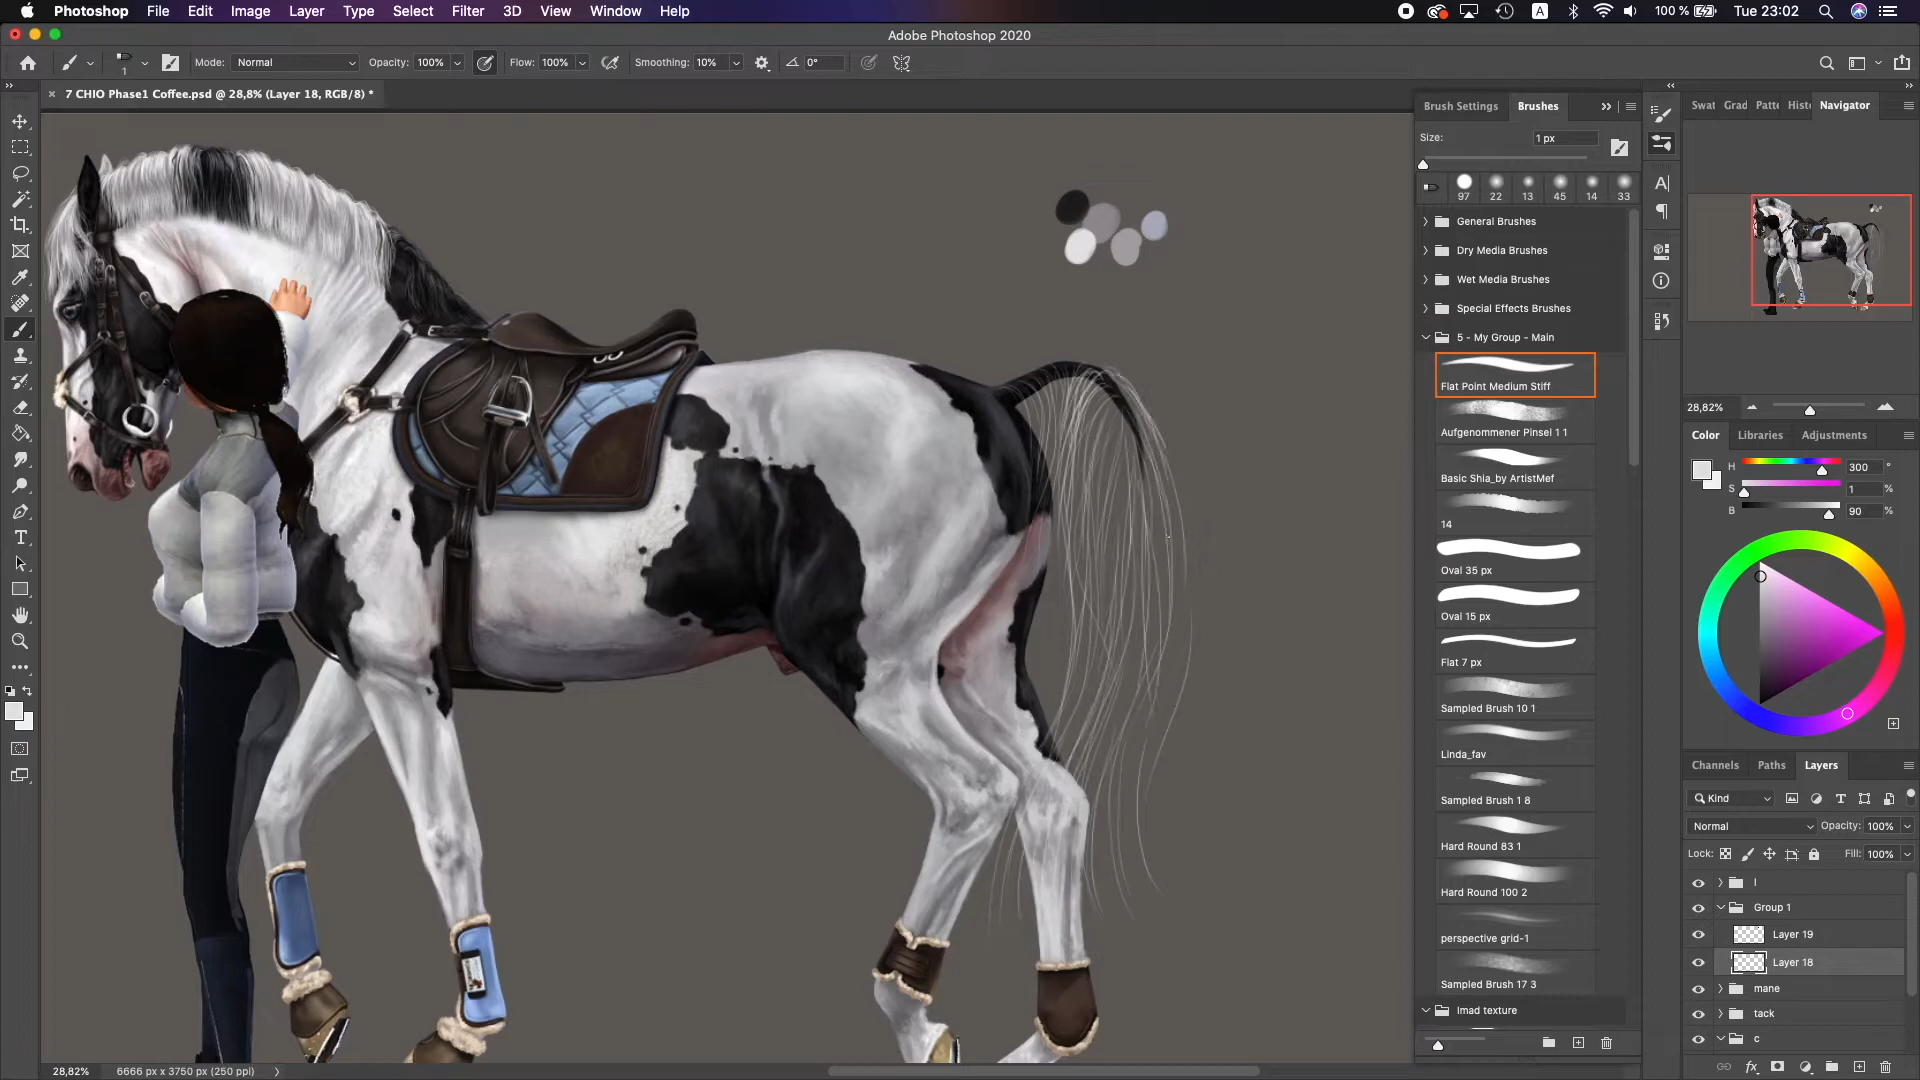 Photoshop File Edit Image Layer Type Select Filter 3D View Window Help A 100 % Tue 23:02
Adobe Photoshop 2020
1 Mode: Normal Opacity: 100% Flow: 100% Smoothing: 10% 0°
7 CHIO Phase1 Coffee.psd @ 28,8% (Layer 18, RGB/8) *
Brush Settings Brushes
Size: 1 px
97 22 13 45 14 33
General Brushes
Dry Media Brushes
Wet Media Brushes
Special Effects Brushes
5 - My Group - Main
Flat Point Medium Stiff
Aufgenommener Pinsel 1 1
Basic Shia_by ArtistMef
14
Oval 35 px
Oval 15 px
Flat 7 px
Sampled Brush 10 1
Linda_fav
Sampled Brush 1 8
Hard Round 83 1
Hard Round 100 2
perspective grid-1
Sampled Brush 17 3
Imad texture
Swat Grad Patte Histo Navigator
28,82%
Color Libraries Adjustments
H 300 °
S 1 %
B 90 %
Channels Paths Layers
Kind
Normal Opacity: 100%
Lock: Fill: 100%
l
Group 1
Layer 19
Layer 18
mane
tack
c
28,82% 6666 px x 3750 px (250 ppi)